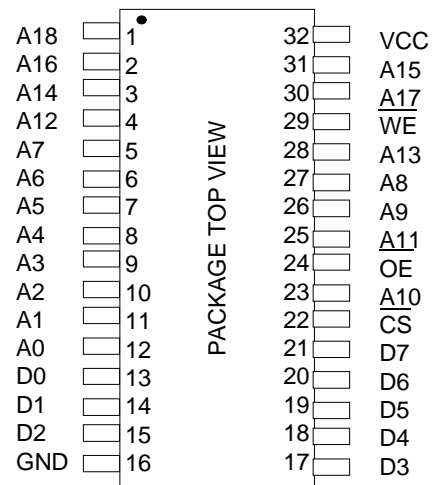 A18 1 32 VCC
A16 2 31 A15
A14 3 30 A17
A12 4 29 W̅E̅
A7 5 28 A13
A6 6 27 A8
A5 7 26 A9
A4 8 25 A11
A3 9 24 O̅E̅
A2 10 23 A10
A1 11 22 C̅S̅
A0 12 21 D7
D0 13 20 D6
D1 14 19 D5
D2 15 18 D4
GND 16 17 D3
PACKAGE TOP VIEW